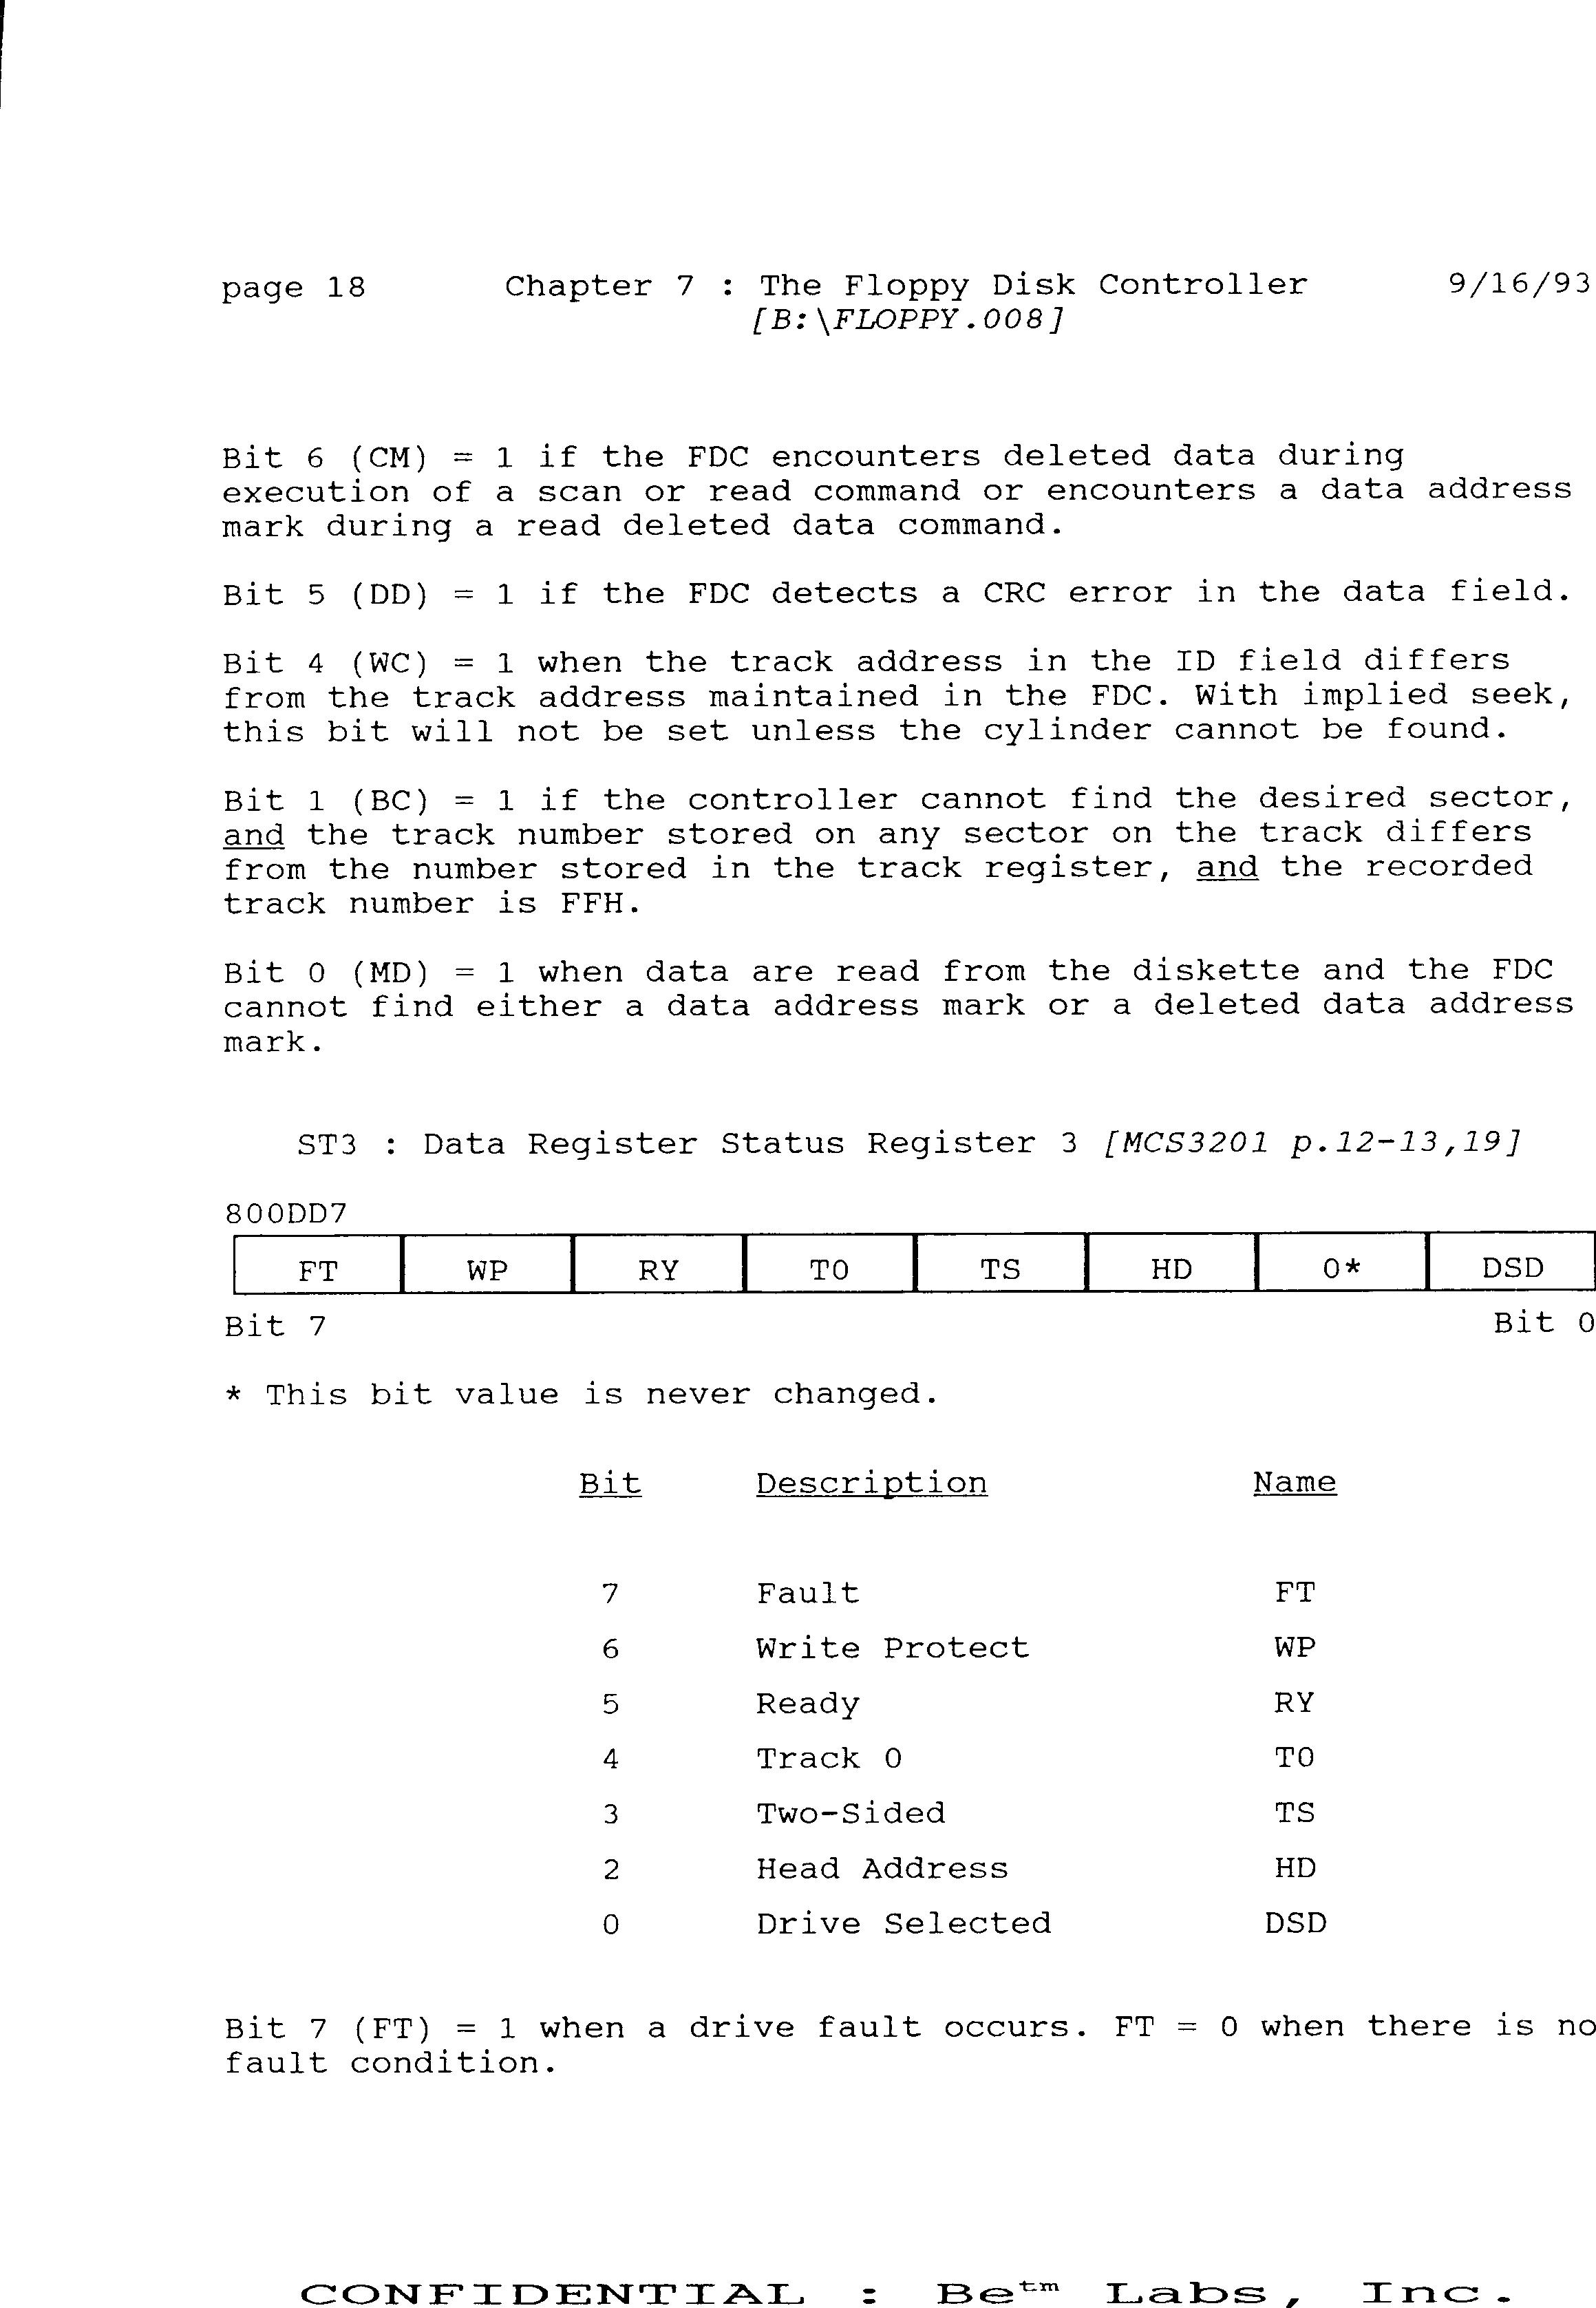 page 18 Chapter 7 : The Floppy Disk Controller 9/16/93
[B:\FLOPPY.008]
Bit 6 (CM) = 1 if the FDC encounters deleted data during
execution of a scan or read command or encounters a data address
mark during a read deleted data command.
Bit 5 (DD) = 1 if the FDC detects a CRC error in the data field.
Bit 4 (WC) = 1 when the track address in the ID field differs
from the track address maintained in the FDC. With implied seek,
this bit will not be set unless the cylinder cannot be found.
Bit 1 (BC) = 1 if the controller cannot find the desired sector,
and the track number stored on any sector on the track differs
from the number stored in the track register, and the recorded
track number is FFH.
Bit 0 (MD) = 1 when data are read from the diskette and the FDC
cannot find either a data address mark or a deleted data address
mark.
ST3 : Data Register Status Register 3 [MCS3201 p.12-13,19]
800DD7
FT WP RY T0 TS HD 0* DSD
Bit 7 Bit 0
* This bit value is never changed.
Bit Description Name
7 Fault FT
6 Write Protect WP
5 Ready RY
4 Track 0 T0
3 Two-Sided TS
2 Head Address HD
0 Drive Selected DSD
Bit 7 (FT) = 1 when a drive fault occurs. FT = 0 when there is no
fault condition.
CONFIDENTIAL : Be™ Labs, Inc.